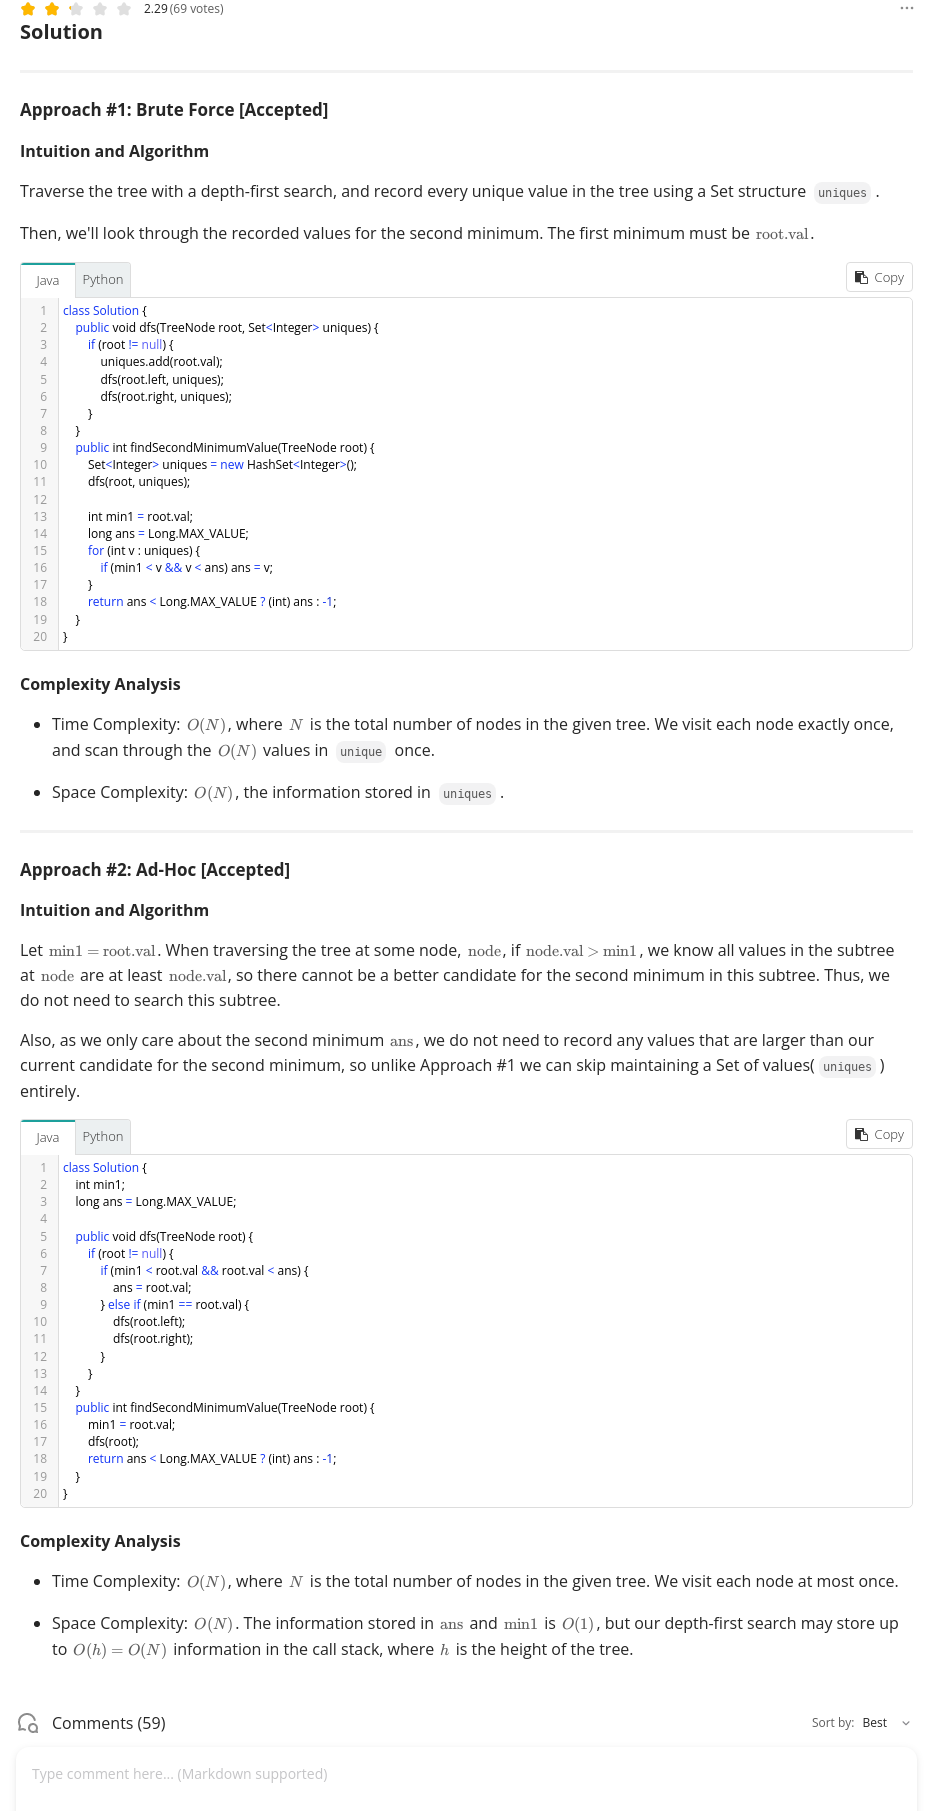 2.29 (69 votes)
Solution
Approach #1: Brute Force [Accepted]
Intuition and Algorithm
Traverse the tree with a depth-first search, and record every unique value in the tree using a Set structure uniques .
Then, we'll look through the recorded values for the second minimum. The first minimum must be root.val.
Java Python Copy
1 class Solution {
2 public void dfs(TreeNode root, Set<Integer> uniques) {
3 if (root != null) {
4 uniques.add(root.val);
5 dfs(root.left, uniques);
6 dfs(root.right, uniques);
7 }
8 }
9 public int findSecondMinimumValue(TreeNode root) {
10 Set<Integer> uniques = new HashSet<Integer>();
11 dfs(root, uniques);
12
13 int min1 = root.val;
14 long ans = Long.MAX_VALUE;
15 for (int v : uniques) {
16 if (min1 < v && v < ans) ans = v;
17 }
18 return ans < Long.MAX_VALUE ? (int) ans : -1;
19 }
20 }
Complexity Analysis
• Time Complexity: O(N), where N is the total number of nodes in the given tree. We visit each node exactly once,
and scan through the O(N) values in unique once.
• Space Complexity: O(N), the information stored in uniques .
Approach #2: Ad-Hoc [Accepted]
Intuition and Algorithm
Let min1 = root.val. When traversing the tree at some node, node, if node.val > min1, we know all values in the subtree
at node are at least node.val, so there cannot be a better candidate for the second minimum in this subtree. Thus, we
do not need to search this subtree.
Also, as we only care about the second minimum ans, we do not need to record any values that are larger than our
current candidate for the second minimum, so unlike Approach #1 we can skip maintaining a Set of values( uniques )
entirely.
Java Python Copy
1 class Solution {
2 int min1;
3 long ans = Long.MAX_VALUE;
4
5 public void dfs(TreeNode root) {
6 if (root != null) {
7 if (min1 < root.val && root.val < ans) {
8 ans = root.val;
9 } else if (min1 == root.val) {
10 dfs(root.left);
11 dfs(root.right);
12 }
13 }
14 }
15 public int findSecondMinimumValue(TreeNode root) {
16 min1 = root.val;
17 dfs(root);
18 return ans < Long.MAX_VALUE ? (int) ans : -1;
19 }
20 }
Complexity Analysis
• Time Complexity: O(N), where N is the total number of nodes in the given tree. We visit each node at most once.
• Space Complexity: O(N). The information stored in ans and min1 is O(1), but our depth-first search may store up
to O(h) = O(N) information in the call stack, where h is the height of the tree.
Comments (59) Sort by: Best
Type comment here... (Markdown supported)